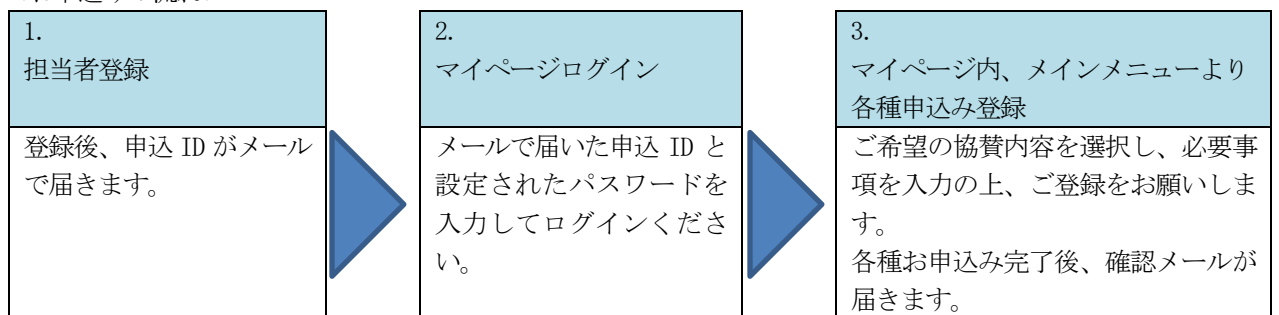 1.
担当者登録
登録後、申込 ID がメール
で届きます。
2.
マイページログイン
メールで届いた申込 ID と
設定されたパスワードを
入力してログインくださ
い。
3.
マイページ内、メインメニューより
各種申込み登録
ご希望の協賛内容を選択し、必要事
項を入力の上、ご登録をお願いしま
す。
各種お申込み完了後、確認メールが
届きます。